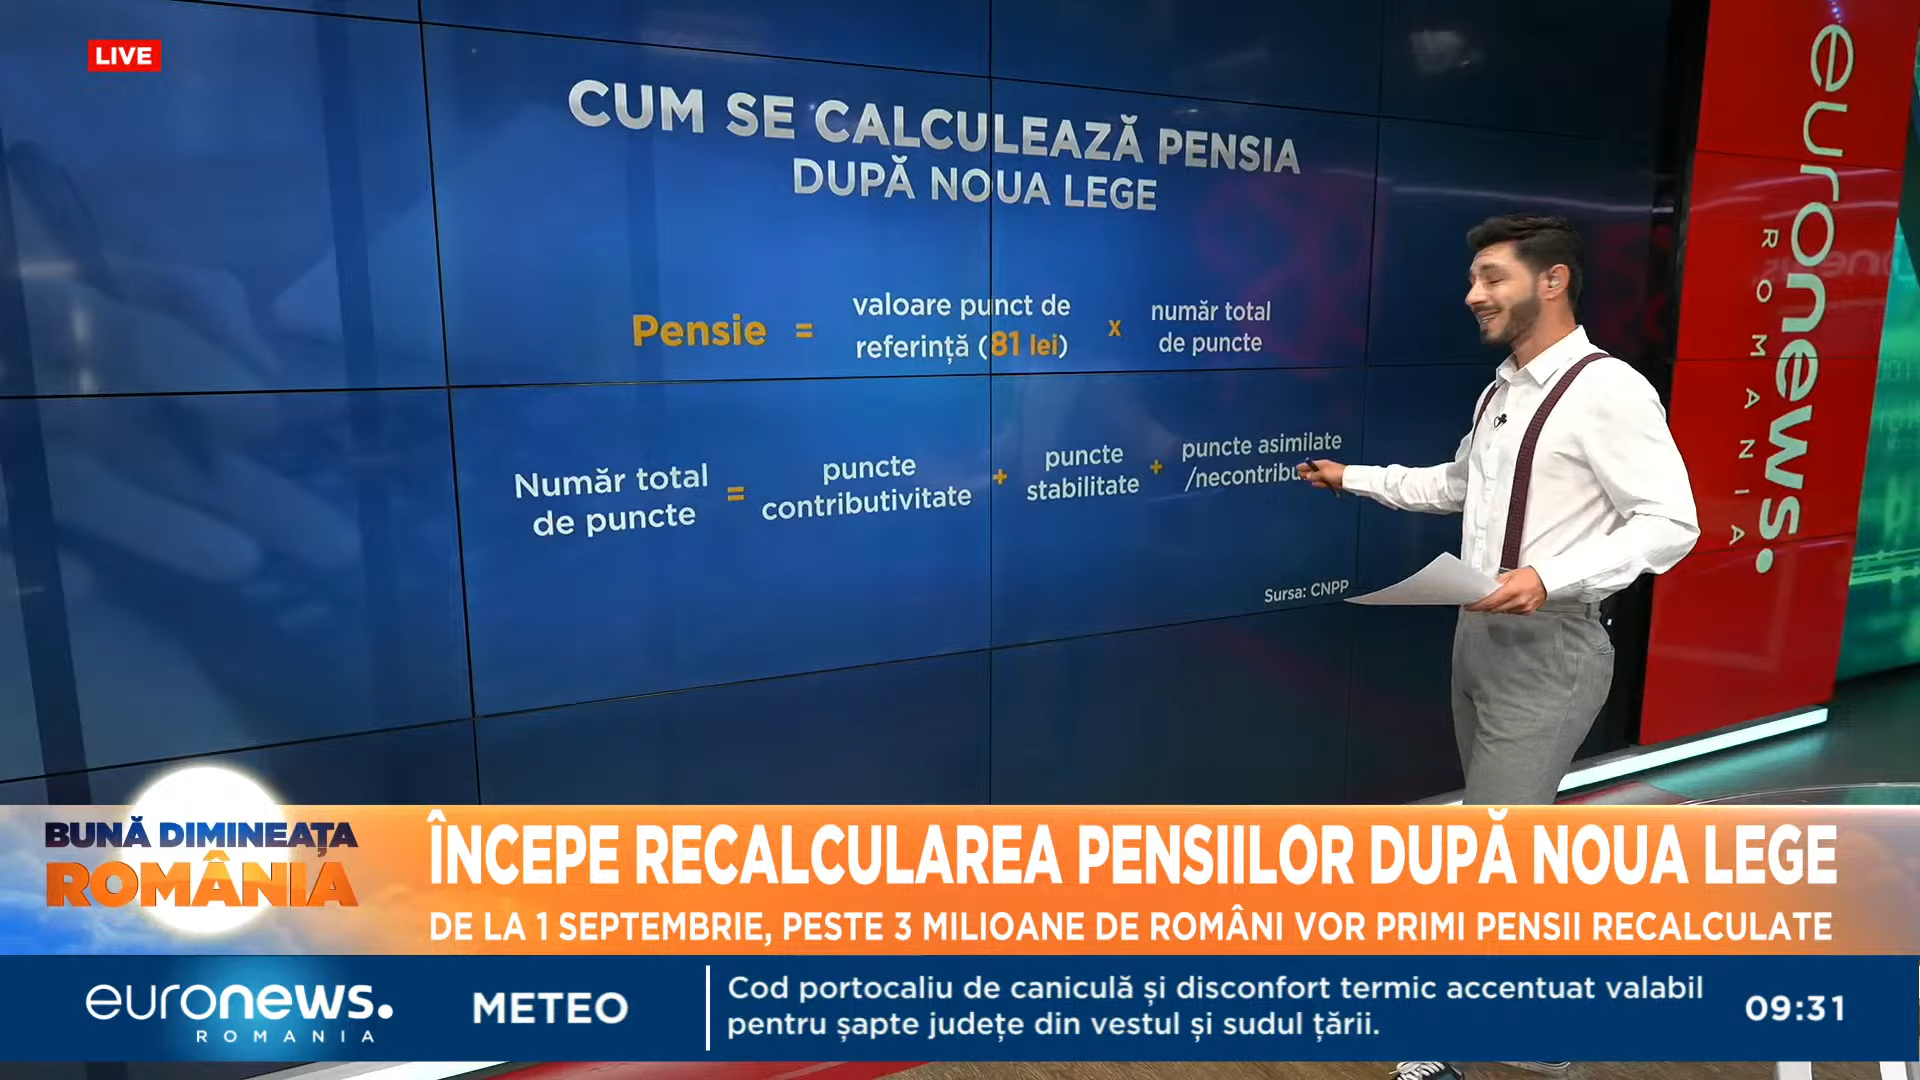 LIVE
CUM SE CALCULEAZĂ PENSIA
DUPĂ NOUA LEGE
Pensie = valoare punct de referință (81 lei) x număr total de puncte
Număr total de puncte = puncte contributivitate + puncte stabilitate + puncte asimilate
Sursa: CNPP
euronews.
ROMANIA
BUNĂ DIMINEAȚA
ROMÂNIA
ÎNCEPE RECALCULAREA PENSIILOR DUPĂ NOUA LEGE
DE LA 1 SEPTEMBRIE, PESTE 3 MILIOANE DE ROMÂNI VOR PRIMI PENSII RECALCULATE
euronews.
ROMANIA
METEO
Cod portocaliu de caniculă și disconfort termic accentuat valabil
pentru șapte județe din vestul și sudul țării.
09:31